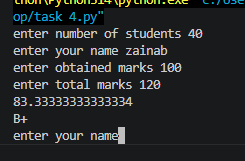 thon\Python314\python.exe" c:/Use
op/task 4.py"
enter number of students 40
enter your name zainab
enter obtained marks 100
enter total marks 120
83.33333333333334
B+
enter your name